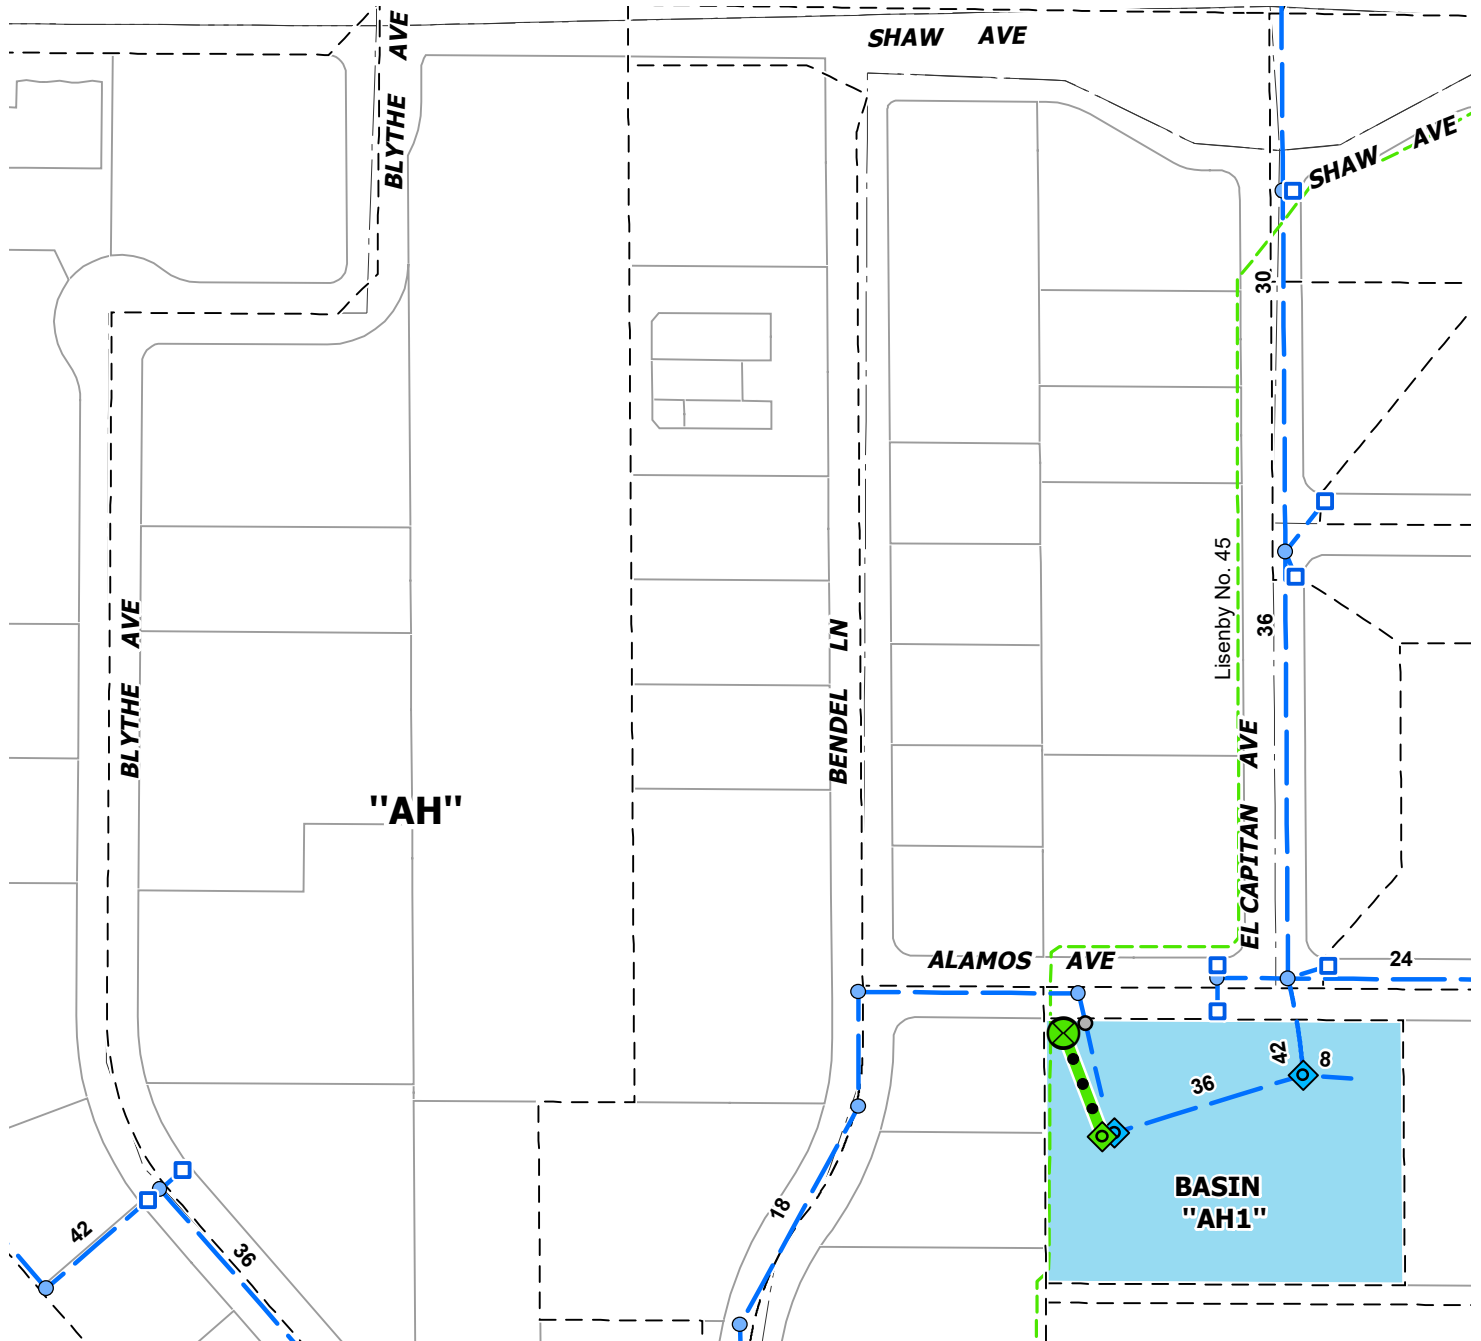 SHAW AVE
BLYTHE AVE
SHAW AVE
30
Lisenby No. 45
36
BLYTHE AVE
BENDEL LN
EL CAPITAN AVE
"AH"
ALAMOS AVE
24
42
8
36
BASIN
"AH1"
18
42
36